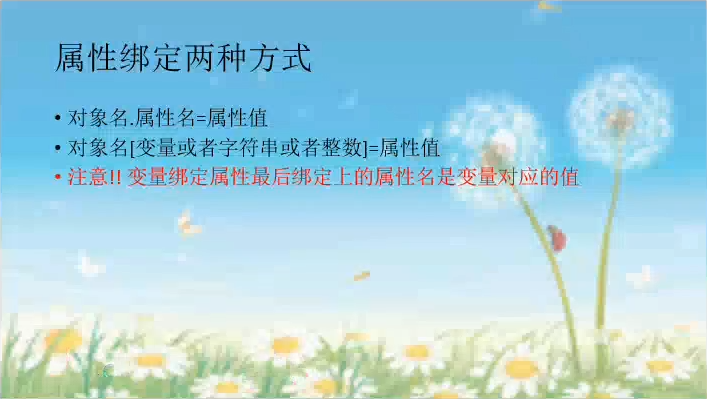 属性绑定两种方式
• 对象名.属性名=属性值
• 对象名[变量或者字符串或者整数]=属性值
• 注意!! 变量绑定属性最后绑定上的属性名是变量对应的值